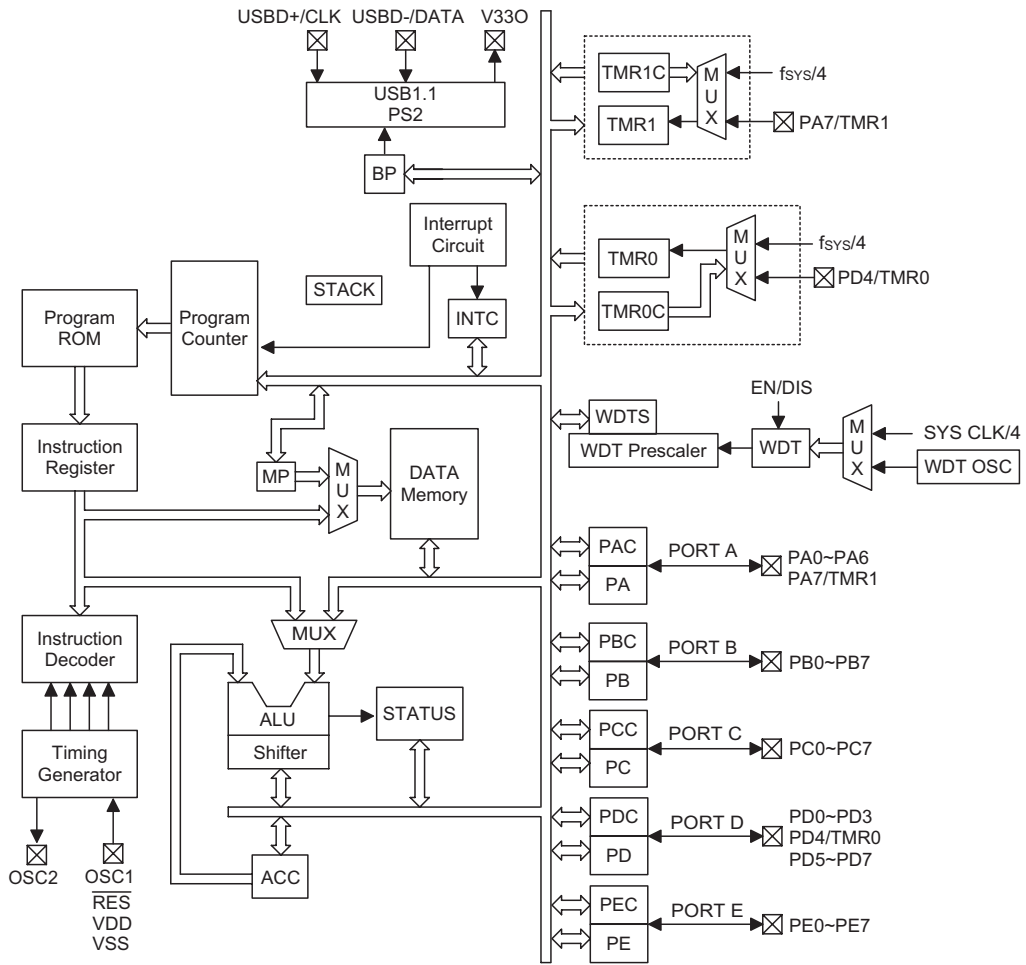 USBD+/CLK USBD-/DATA V33O
USB1.1
PS2
BP
Interrupt
Circuit
STACK
INTC
Program
ROM
Program
Counter
Instruction
Register
MP
MUX
DATA
Memory
Instruction
Decoder
MUX
ALU
Shifter
STATUS
Timing
Generator
ACC
OSC2
OSC1
RES
VDD
VSS
TMR1C
TMR1
MUX
fSYS/4
PA7/TMR1
TMR0
TMR0C
MUX
fSYS/4
PD4/TMR0
EN/DIS
WDTS
WDT Prescaler
WDT
MUX
SYS CLK/4
WDT OSC
PAC
PA
PORT A
PA0~PA6
PA7/TMR1
PBC
PB
PORT B
PB0~PB7
PCC
PC
PORT C
PC0~PC7
PDC
PD
PORT D
PD0~PD3
PD4/TMR0
PD5~PD7
PEC
PE
PORT E
PE0~PE7